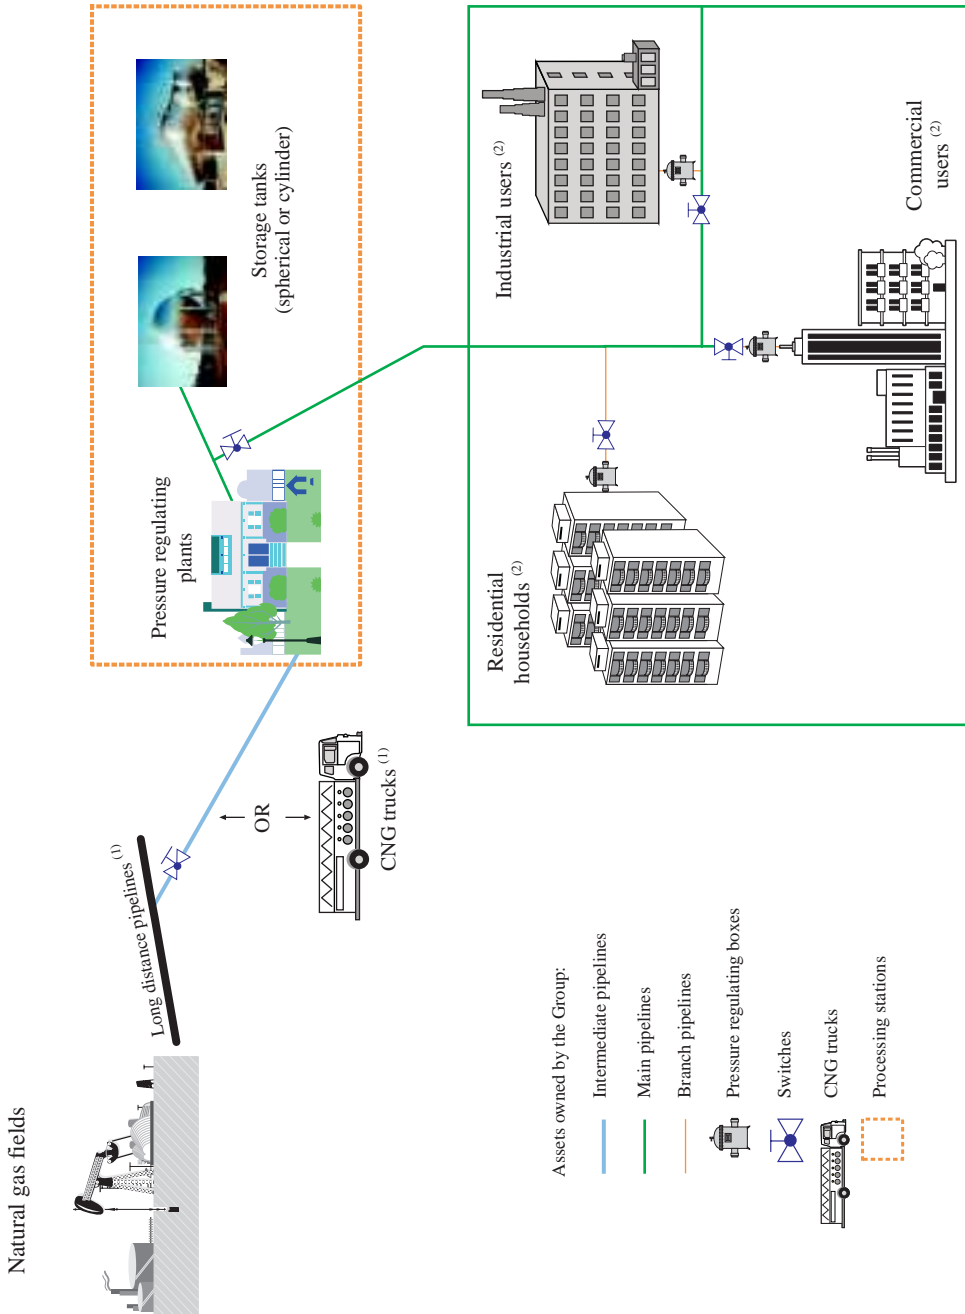 Natural gas fields
Long distance pipelines (1)
OR
CNG trucks (1)
Pressure regulating
plants
Storage tanks
(spherical or cylinder)
Residential
households (2)
Industrial users (2)
Commercial
users (2)
Assets owned by the Group:
Intermediate pipelines
Main pipelines
Branch pipelines
Pressure regulating boxes
Switches
CNG trucks
Processing stations